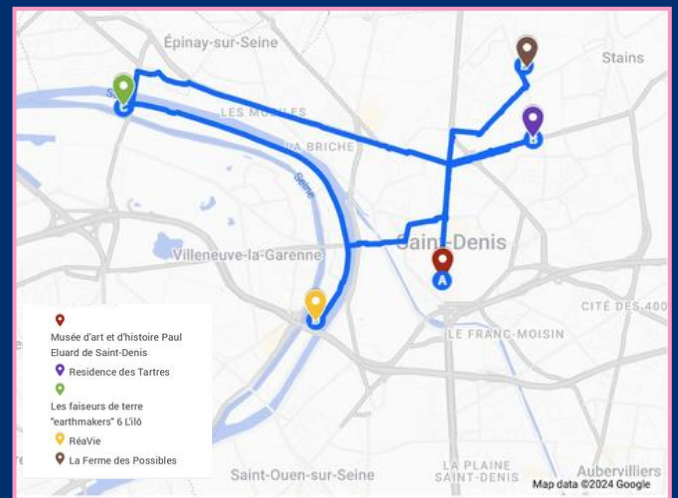 Épinay-sur-Seine
Stains
LES MOBILES
LA BRICHE
B
Seine
Saint-Denis
Villeneuve-la-Garenne
A
CITÉ DES 400
LE FRANC-MOISIN
Musée d'art et d'histoire Paul
Eluard de Saint-Denis
Residence des Tartres
Les faiseurs de terre
"earthmakers" 6 L'ilô
RéaVie
La Ferme des Possibles
Saint-Ouen-sur-Seine
LA PLAINE
SAINT-DENIS
Aubervilliers
Map data ©2024 Google